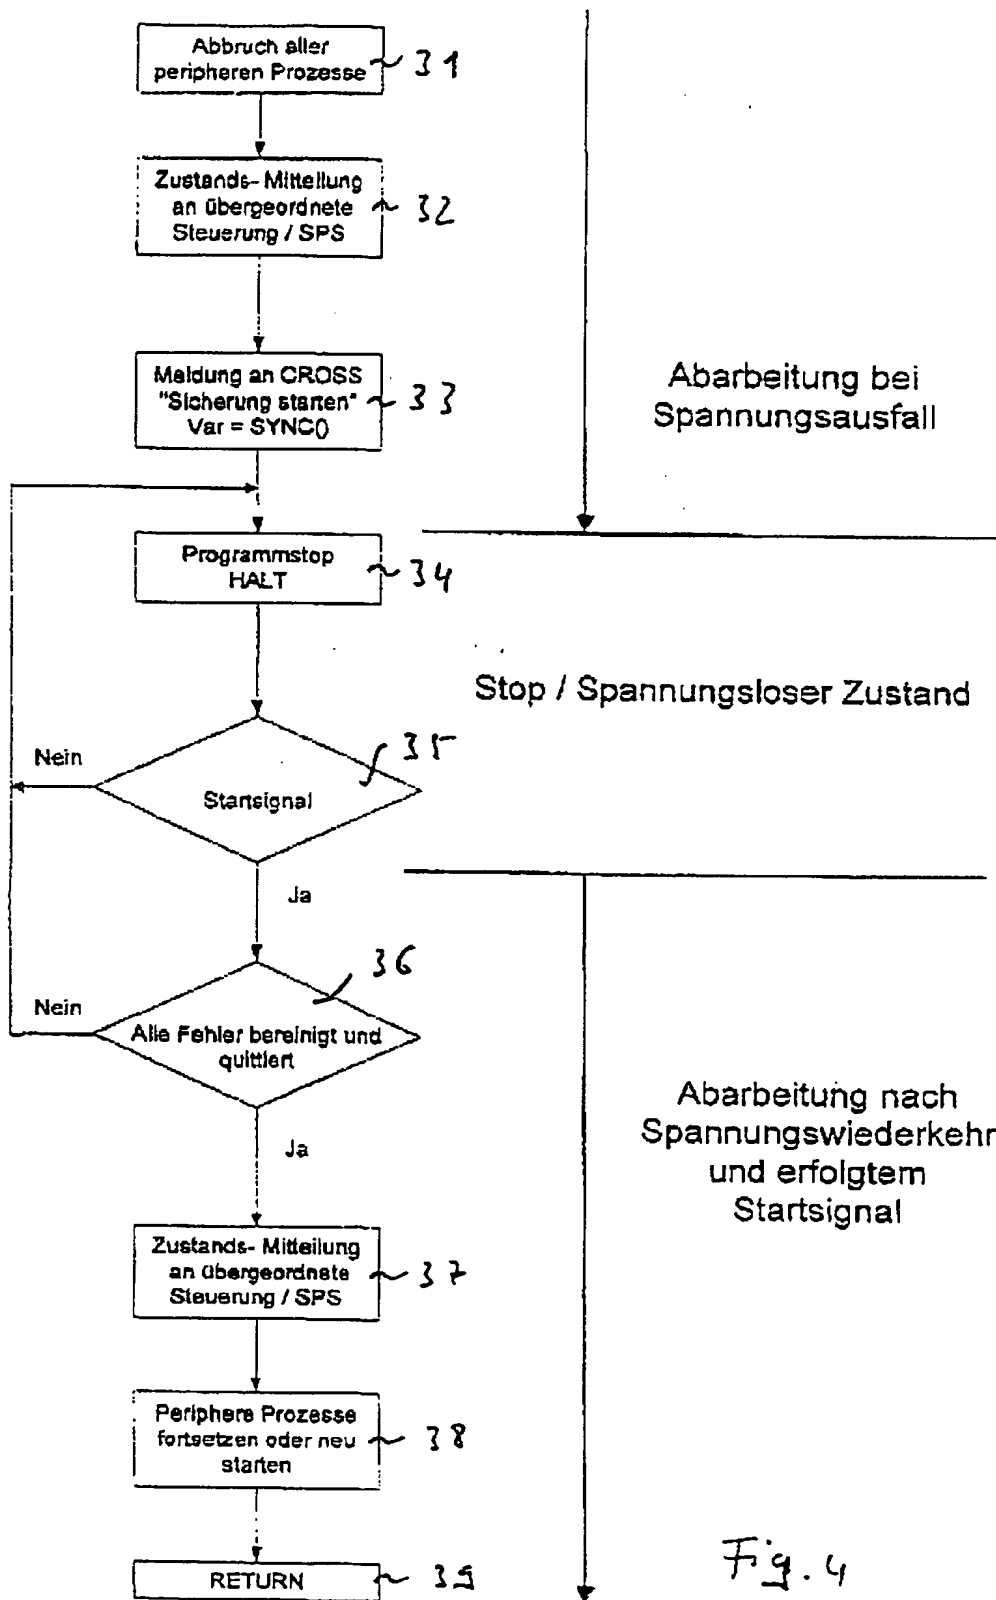 Abbruch aller
peripheren Prozesse
31
Zustands- Mitteilung
an übergeordnete
Steuerung / SPS
32
Meldung an CROSS
"Sicherung starten"
Var = SYNC()
33
Abarbeitung bei
Spannungsausfall
Programmstop
HALT
34
Stop / Spannungsloser Zustand
Nein
35
Startsignal
Ja
36
Nein
Alle Fehler bereinigt und
quittiert
Ja
Abarbeitung nach
Spannungswiederkehr
und erfolgtem
Startsignal
Zustands- Mitteilung
an übergeordnete
Steuerung / SPS
37
Periphere Prozesse
fortsetzen oder neu
starten
38
RETURN
39
Fig. 4